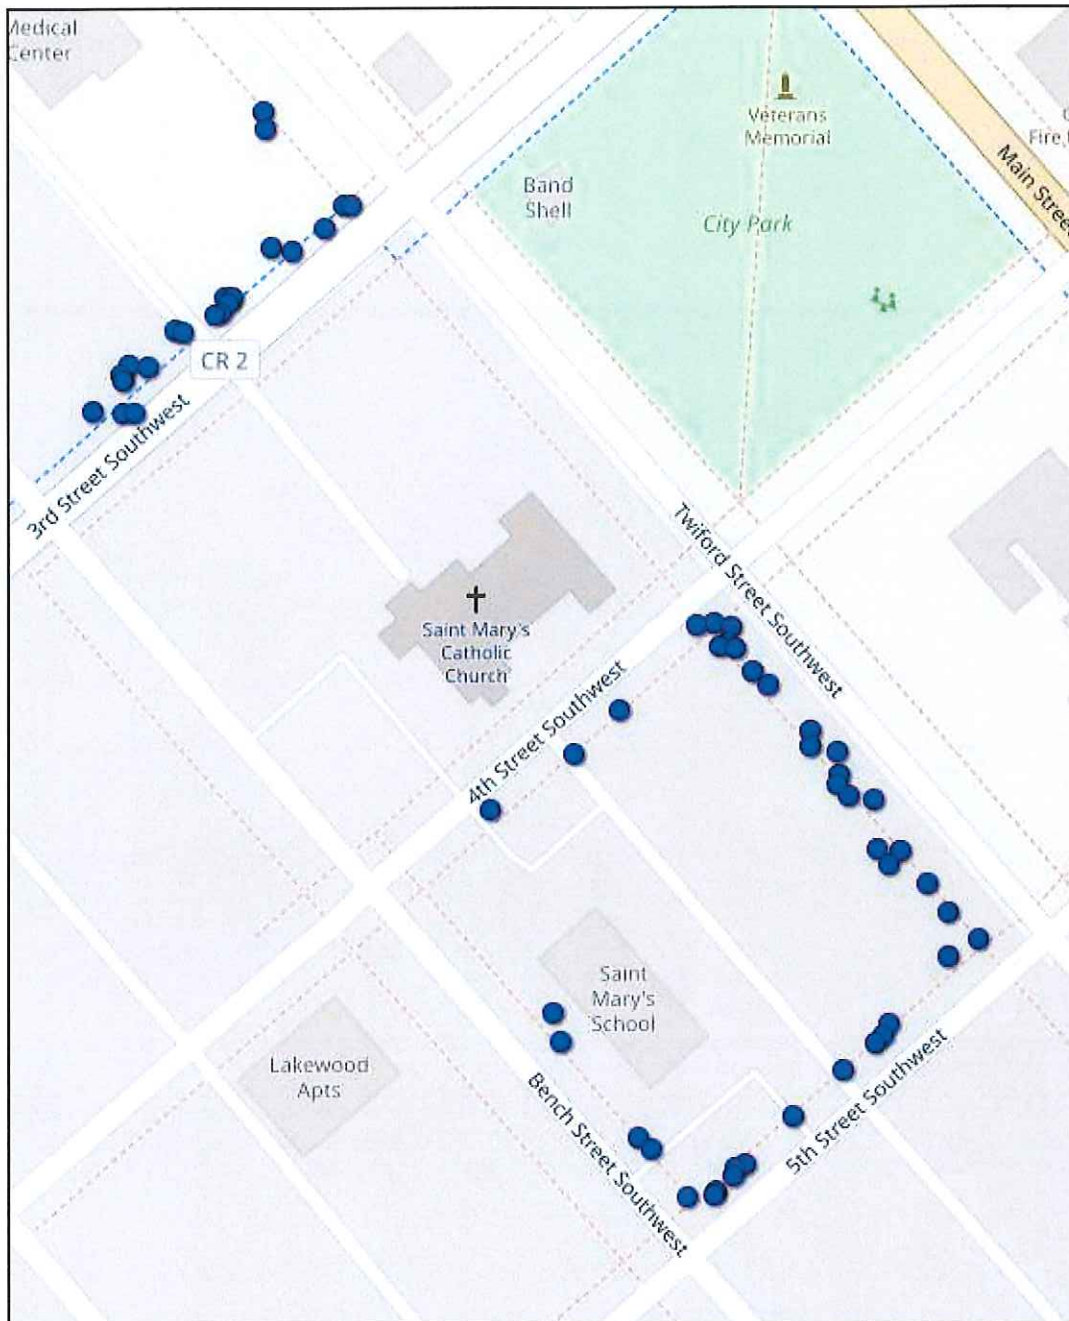 Medical
Center
Veterans
Memorial
Fire
Main Street
Band
Shell
City Park
CR 2
3rd Street Southwest
Twiford Street Southwest
Saint Mary's
Catholic
Church
4th Street Southwest
Saint
Mary's
School
Lakewood
Apts
Bench Street Southwest
5th Street Southwest